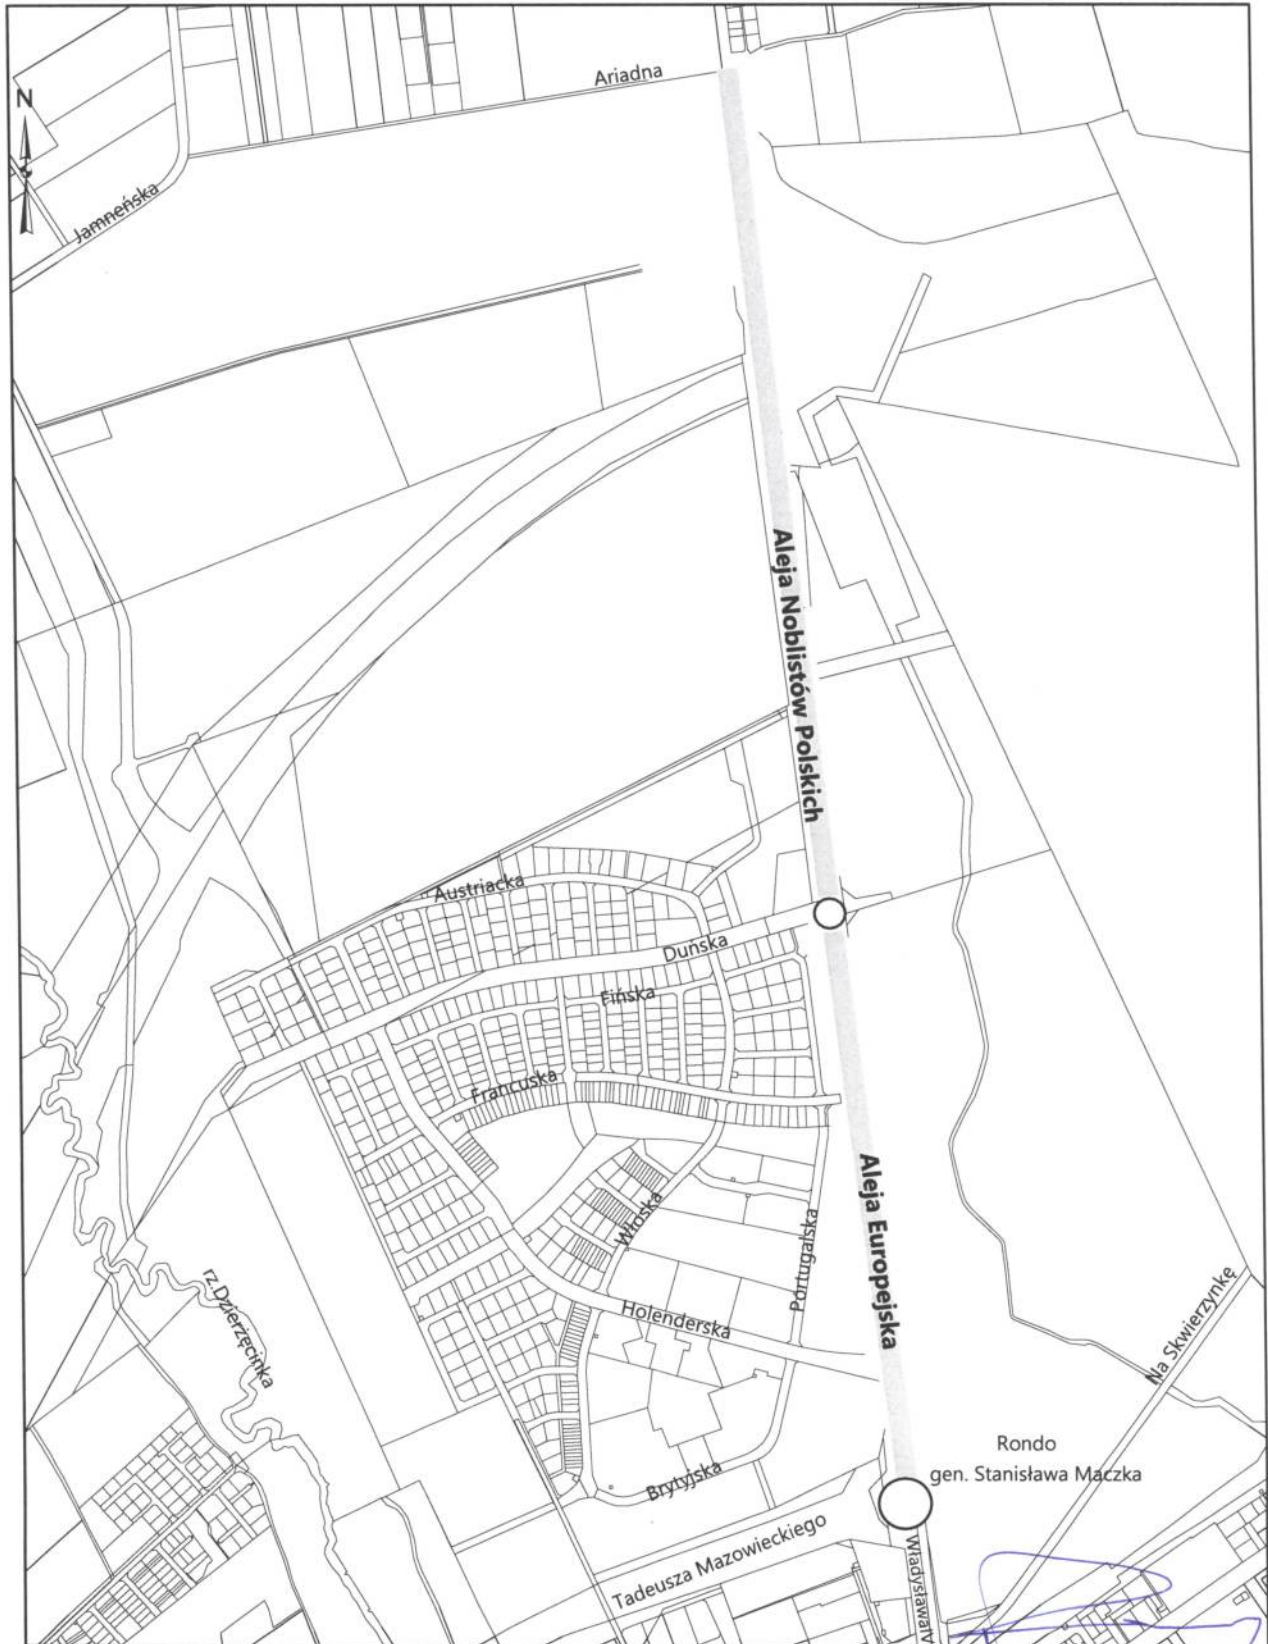 Ariadna
N
Jamneńska
Aleja Noblistów Polskich
Austriacka
Duńska
Fińska
Francuska
Aleja Europejska
Włoska
Portugalska
rz.Dzierżęcinka
Holenderska
Na Skwierzynkę
Rondo
gen. Stanisława Maczka
Brytyjska
Tadeusza Mazowieckiego
WładysławaIV